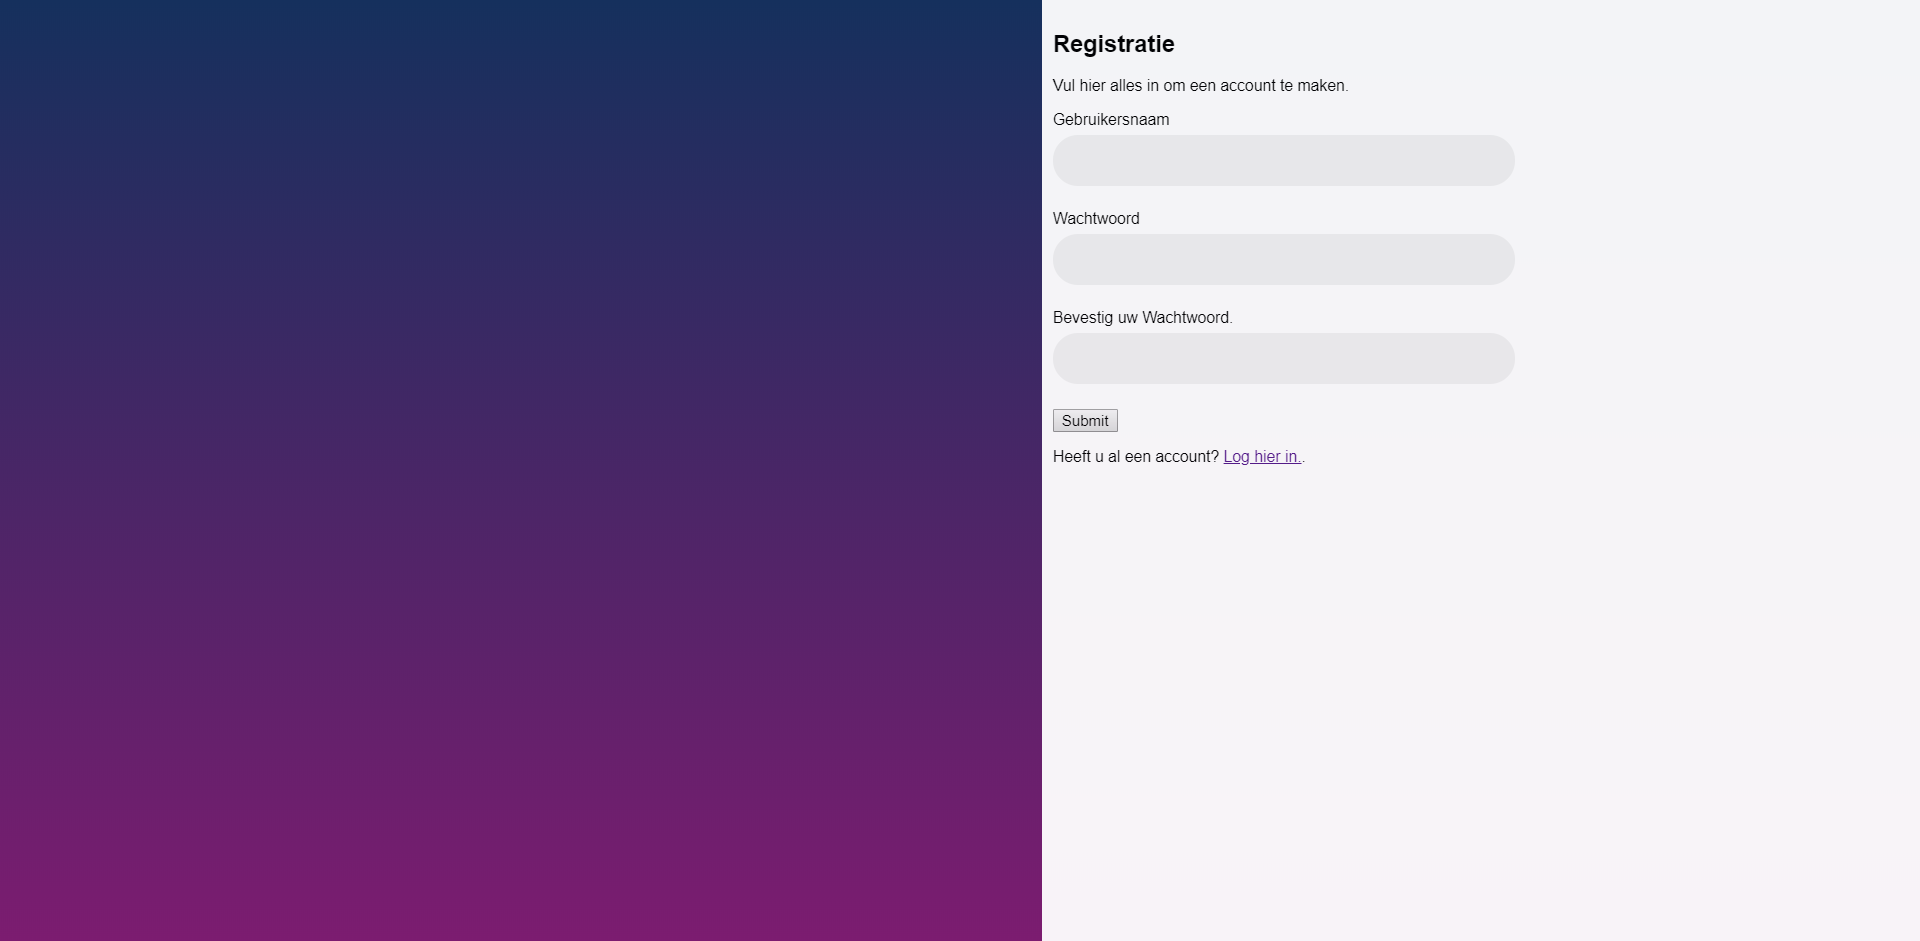 Registratie
Vul hier alles in om een account te maken.
Gebruikersnaam
Wachtwoord
Bevestig uw Wachtwoord.
Submit
Heeft u al een account? Log hier in..